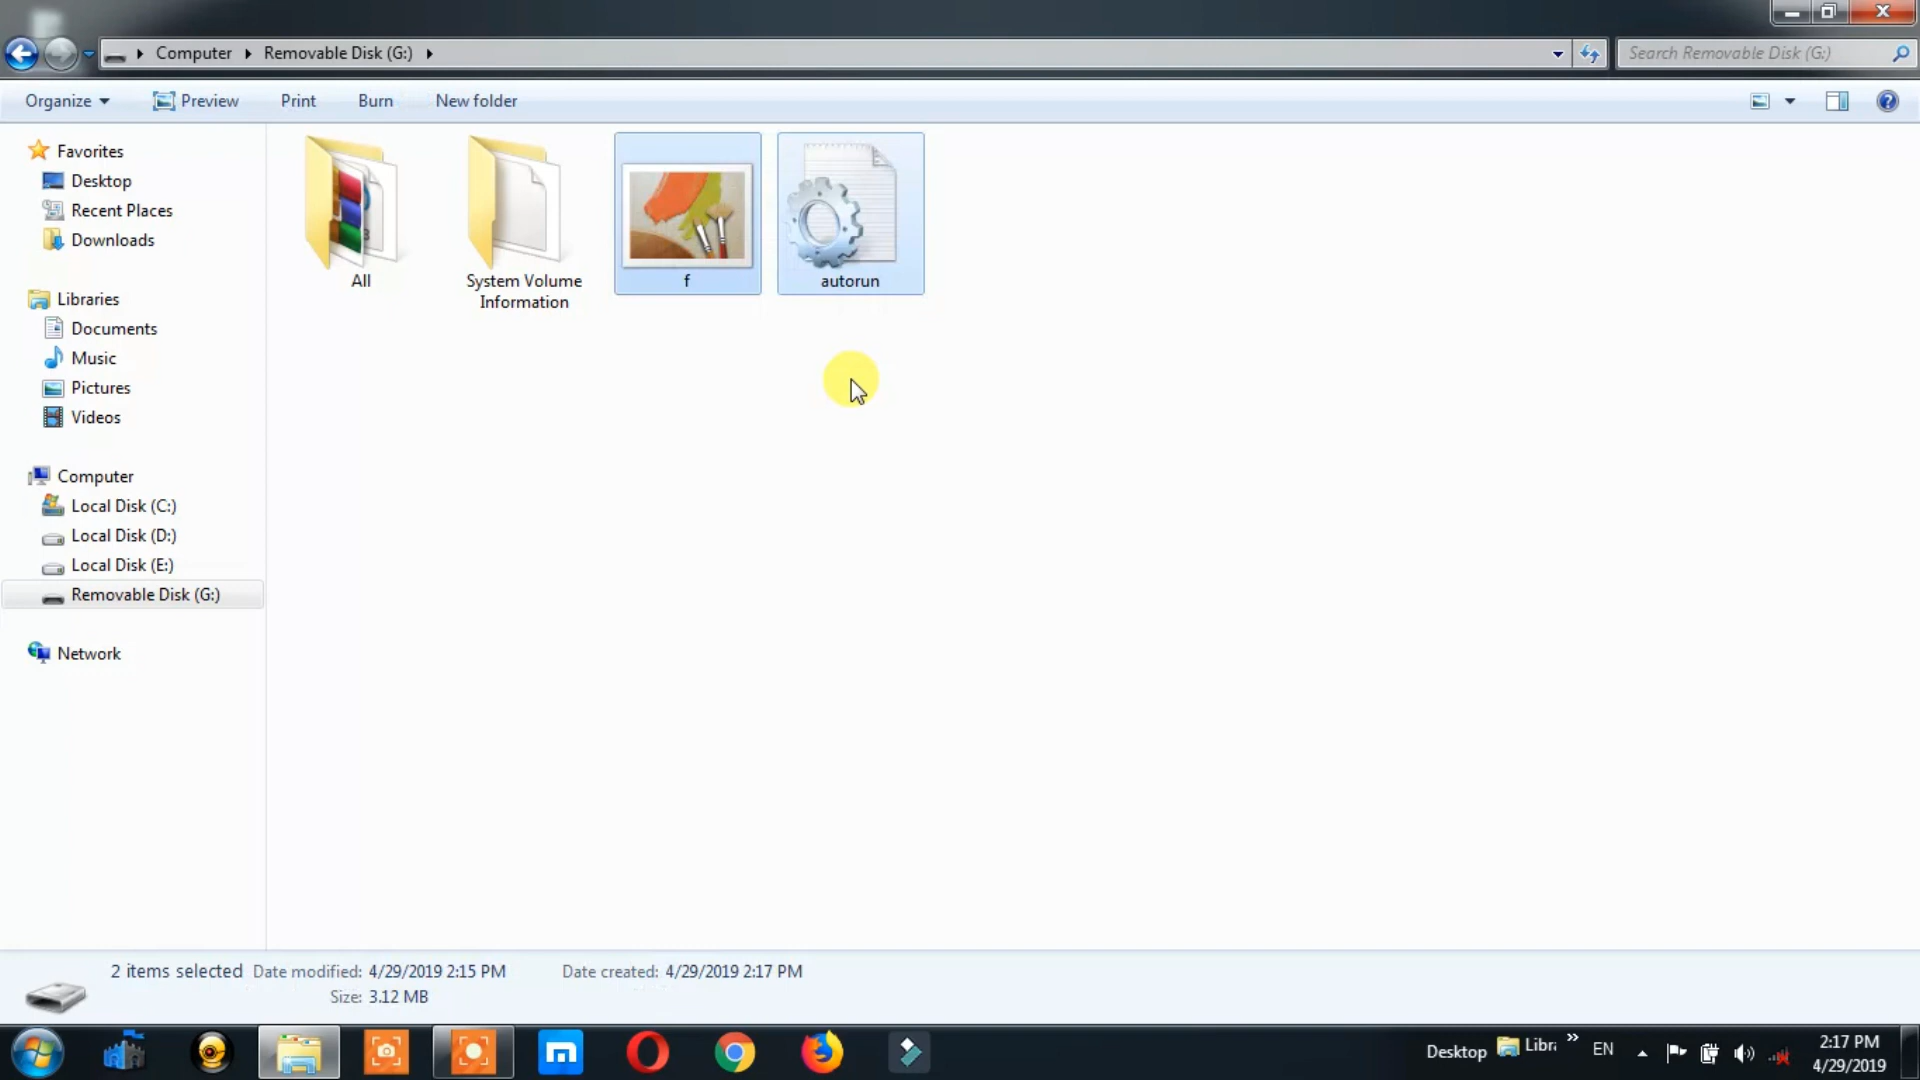 Computer Removable Disk (G:)
Search Removable Disk (G:)
Organize Preview Print Burn New folder
Favorites
Desktop
Recent Places
Downloads
Libraries
Documents
Music
Pictures
Videos
Computer
Local Disk (C:)
Local Disk (D:)
Local Disk (E:)
Removable Disk (G:)
Network
All
System Volume
Information
f
autorun
2 items selected Date modified: 4/29/2019 2:15 PM Date created: 4/29/2019 2:17 PM
Size: 3.12 MB
Desktop Libra » EN
2:17 PM
4/29/2019